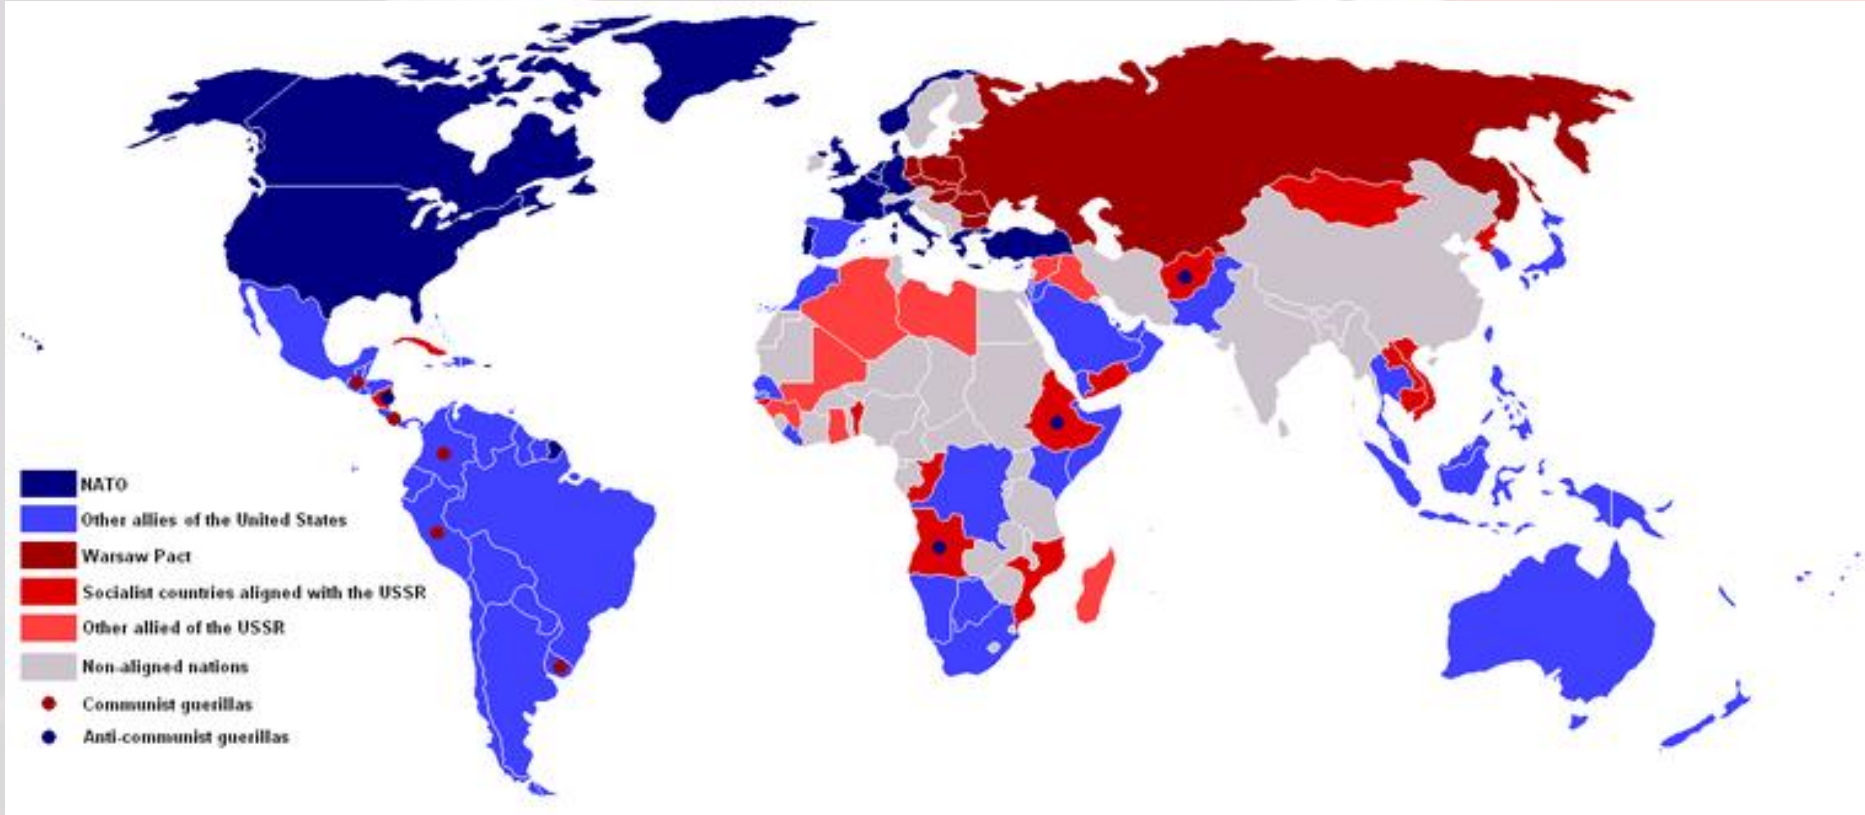 NATO
Other allies of the United States
Warsaw Pact
Socialist countries aligned with the USSR
Other allied of the USSR
Non-aligned nations
Communist guerillas
Anti-communist guerillas